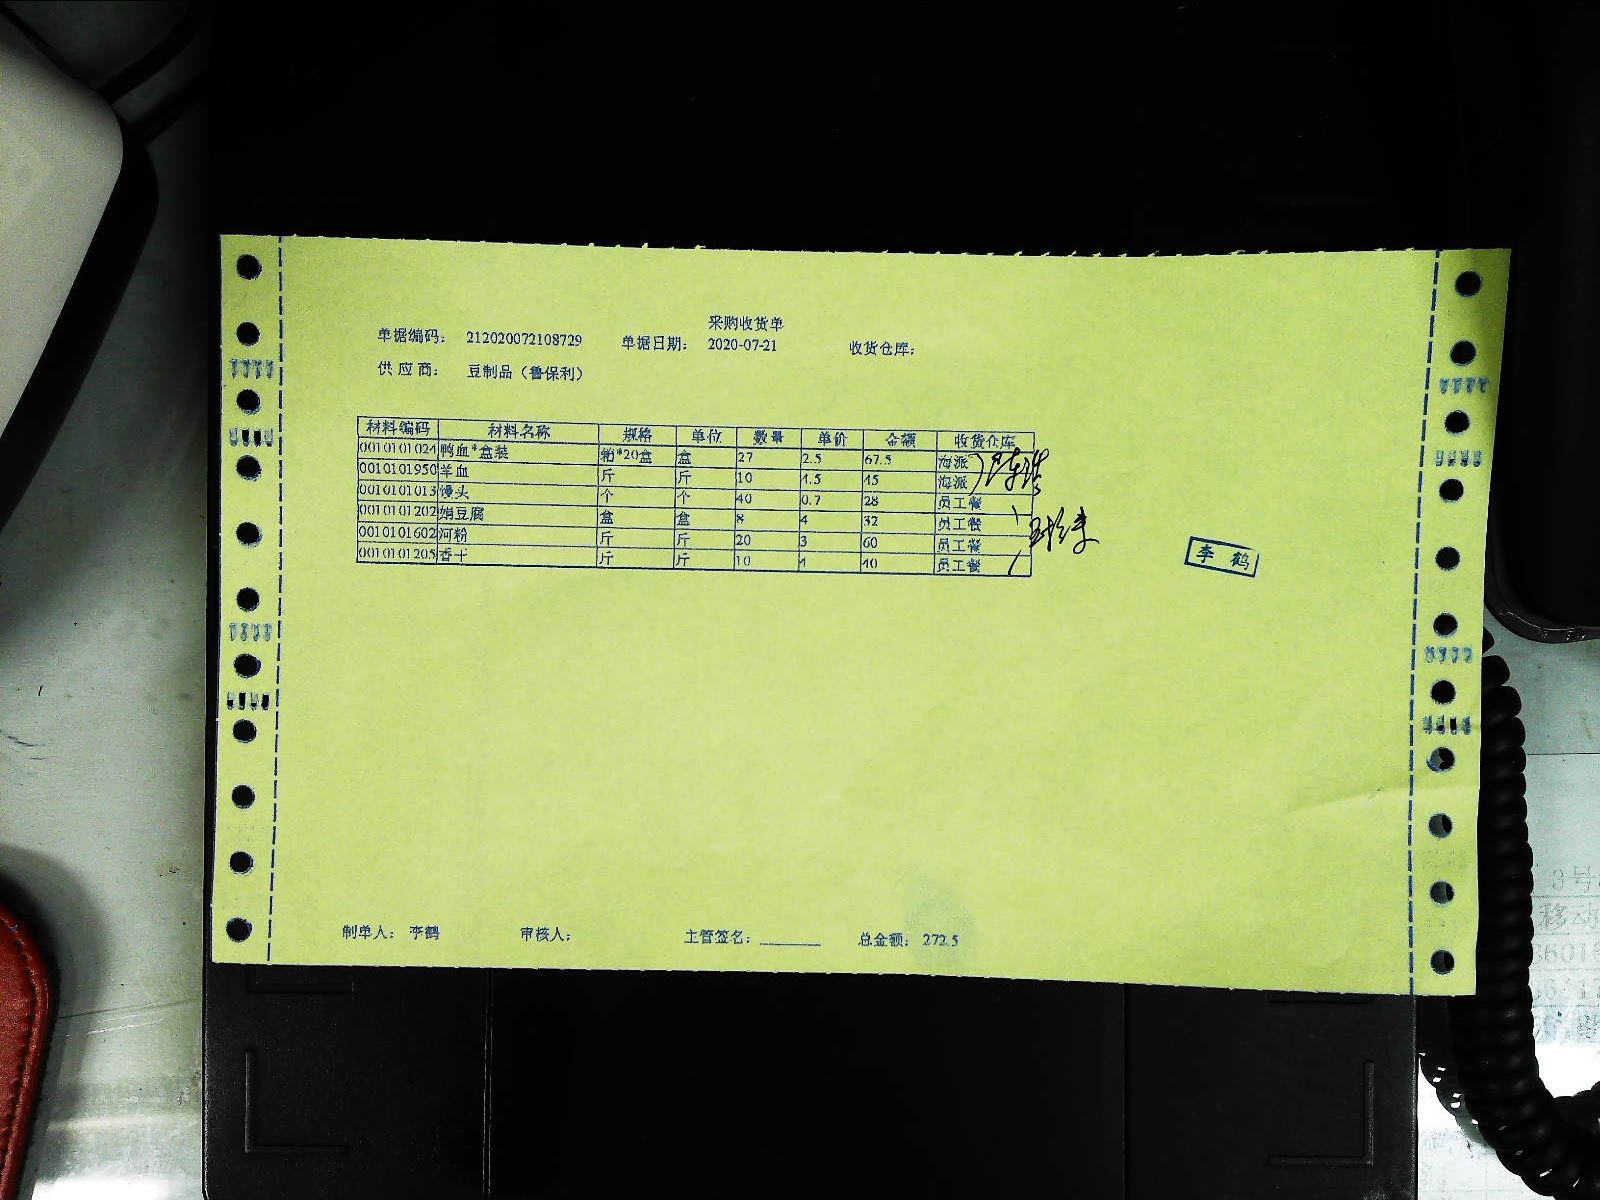 采购收货单
单据编码： 212020072108729 单据日期： 2020-07-21 收货仓库：
供 应 商： 豆制品（鲁保利）
材料编码 材料名称 规格 单位 数量 单价 金额 收货仓库
0010101024 鸭血*盒装 箱*20盒 盒 27 2.5 67.5 海派
0010101950 羊血 斤 斤 10 4.5 45 海派
0010101013 馒头 个 个 40 0.7 28 员工餐
0010101202 绢豆腐 盒 盒 8 4 32 员工餐
0010101602 河粉 斤 斤 20 3 60 员工餐
0010101205 香干 斤 斤 10 4 40 员工餐
李 鹤
制单人： 李鹤 审核人： 主管签名：______ 总金额： 272.5